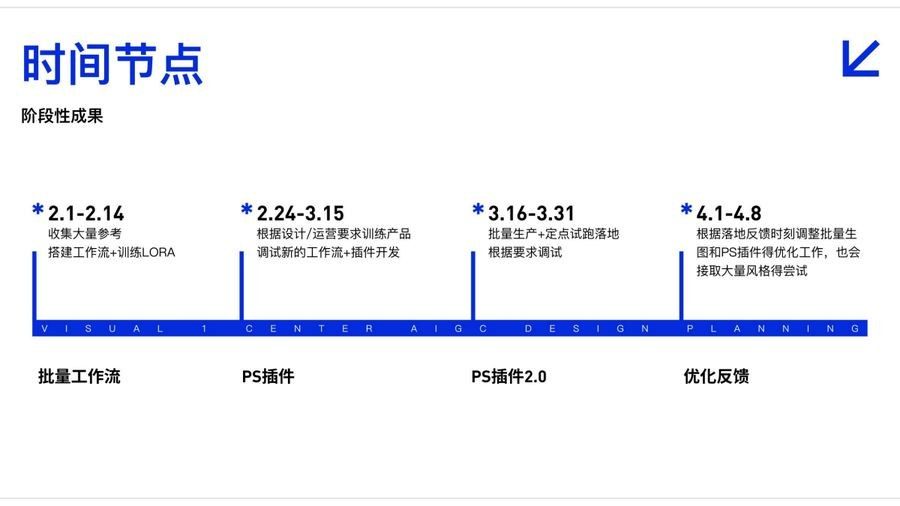 时间节点
阶段性成果
*2.1-2.14
收集大量参考
搭建工作流+训练LORA
*2.24-3.15
根据设计/运营要求训练产品
调试新的工作流+插件开发
*3.16-3.31
批量生产+定点试跑落地
根据要求调试
*4.1-4.8
根据落地反馈时刻调整批量生
图和PS插件得优化工作，也会
接取大量风格得尝试
VISUAL 1 CENTER AIGC DESIGN PLANNING
批量工作流
PS插件
PS插件2.0
优化反馈